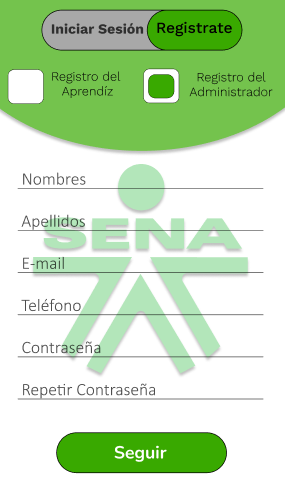 Iniciar Sesión Registrate
Registro del
Aprendíz
Registro del
Administrador
Nombres
Apellidos
SENA
E-mail
Teléfono
Contraseña
Repetir Contraseña
Seguir